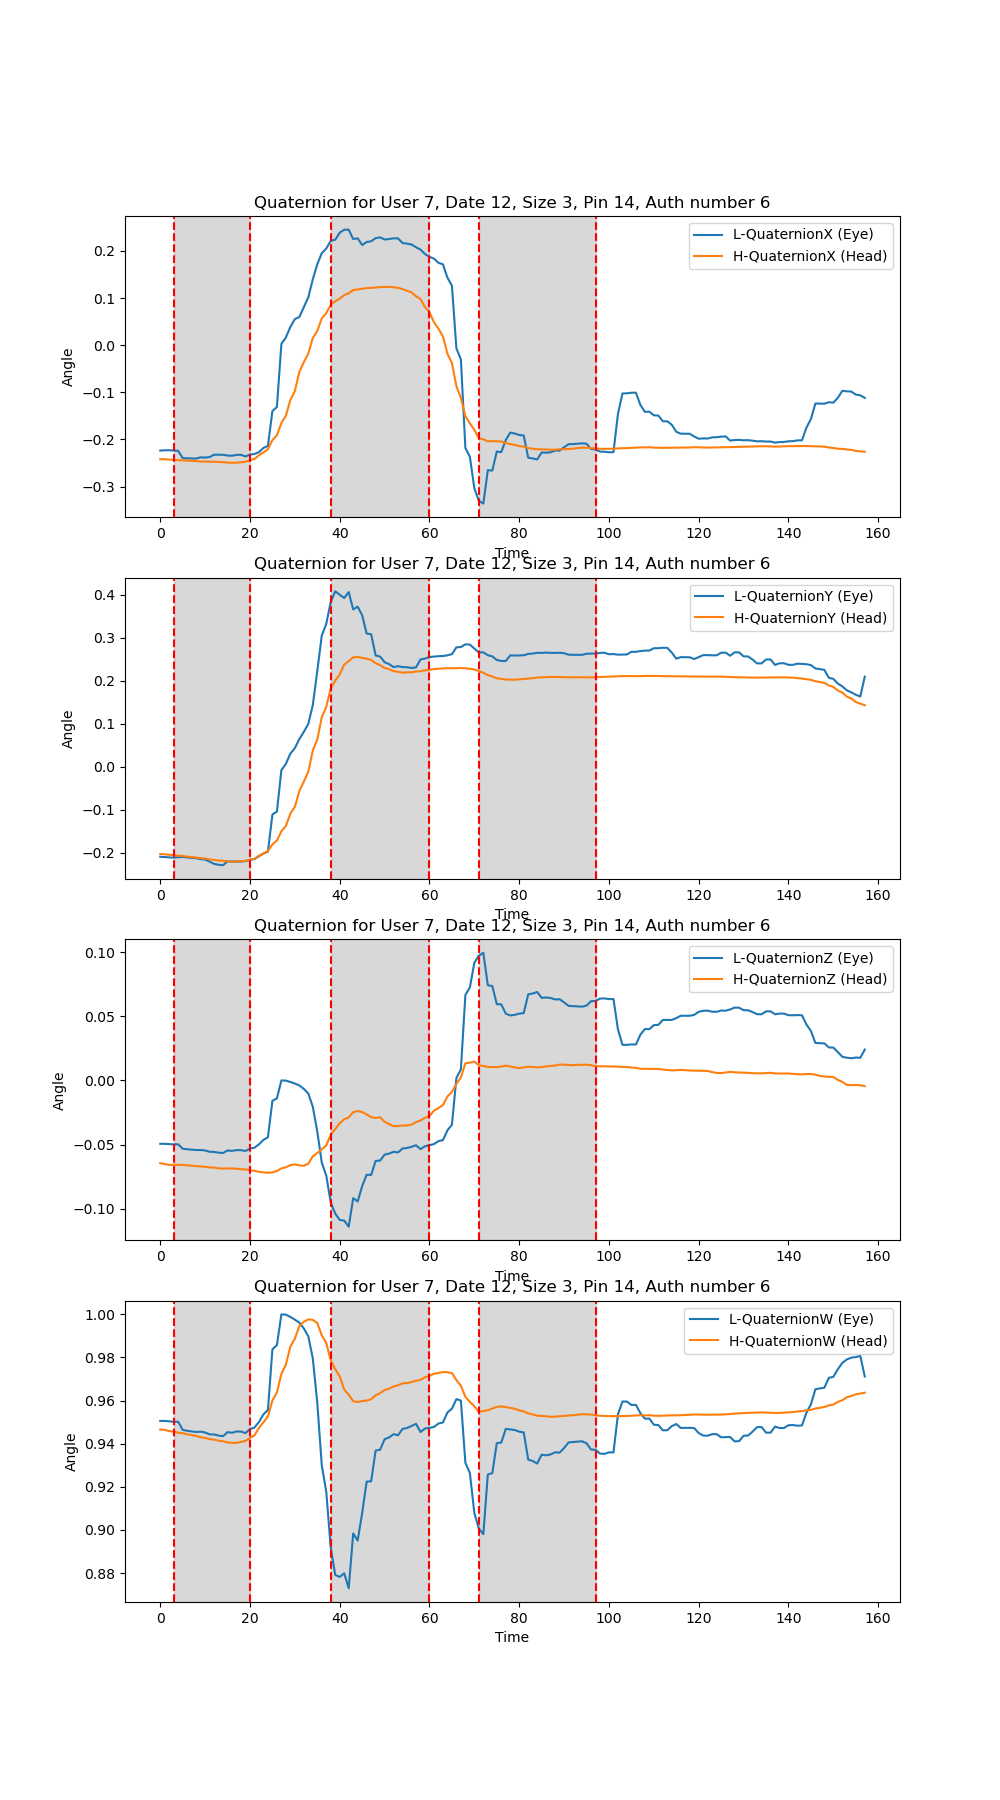 Quaternion for User 7, Date 12, Size 3, Pin 14, Auth number 6
L-QuaternionX (Eye)
H-QuaternionX (Head)
0.2
0.1
0.0
−0.1
−0.2
−0.3
Angle
0 20 40 60 80 100 120 140 160
Time
Quaternion for User 7, Date 12, Size 3, Pin 14, Auth number 6
L-QuaternionY (Eye)
H-QuaternionY (Head)
0.4
0.3
0.2
0.1
0.0
−0.1
−0.2
Angle
0 20 40 60 80 100 120 140 160
Time
Quaternion for User 7, Date 12, Size 3, Pin 14, Auth number 6
L-QuaternionZ (Eye)
H-QuaternionZ (Head)
0.10
0.05
0.00
−0.05
−0.10
Angle
0 20 40 60 80 100 120 140 160
Time
Quaternion for User 7, Date 12, Size 3, Pin 14, Auth number 6
L-QuaternionW (Eye)
H-QuaternionW (Head)
1.00
0.98
0.96
0.94
0.92
0.90
0.88
Angle
0 20 40 60 80 100 120 140 160
Time